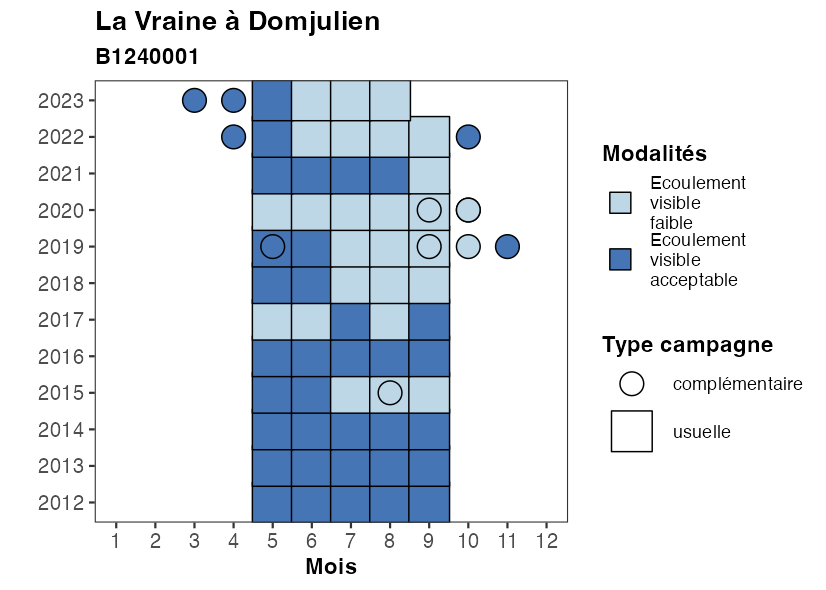 La Vraine à Domjulien
B1240001
2023
2022
2021
2020
2019
2018
2017
2016
2015
2014
2013
2012
1 2 3 4 5 6 7 8 9 10 11 12
Mois
Modalités
Ecoulement
visible
faible
Ecoulement
visible
acceptable
Type campagne
complémentaire
usuelle